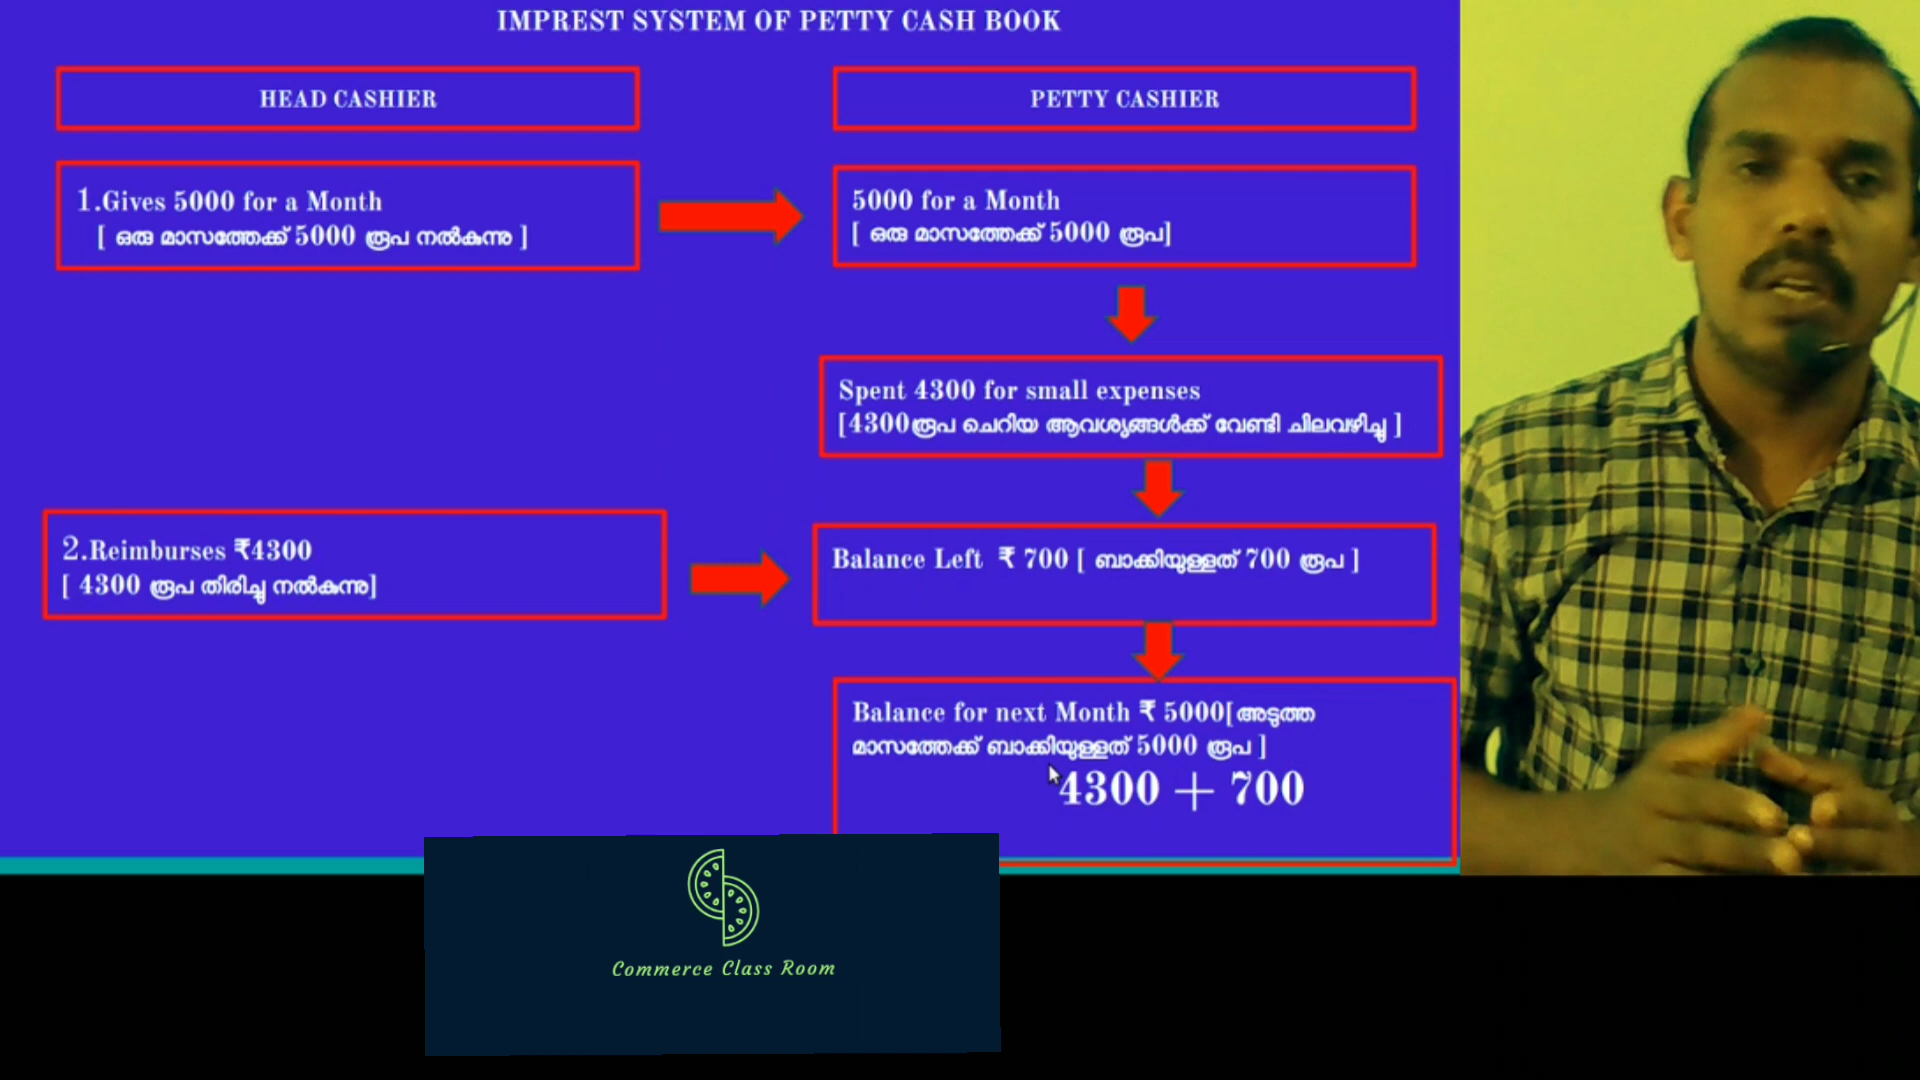 IMPREST SYSTEM OF PETTY CASH BOOK
HEAD CASHIER
PETTY CASHIER
1.Gives 5000 for a Month
[ ഒരു മാസത്തേക്ക് 5000 രൂപ നൽകുന്നു ]
5000 for a Month
[ ഒരു മാസത്തേക്ക് 5000 രൂപ]
Spent 4300 for small expenses
[4300രൂപ ചെറിയ ആവശ്യങ്ങൾക്ക് വേണ്ടി ചിലവഴിച്ചു ]
2.Reimburses ₹4300
[ 4300 രൂപ തിരിച്ചു നൽകുന്നു]
Balance Left ₹ 700 [ ബാക്കിയുള്ളത് 700 രൂപ ]
Balance for next Month ₹ 5000[അടുത്ത
മാസത്തേക്ക് ബാക്കിയുള്ളത് 5000 രൂപ ]
4300 + 700
Commerce Class Room